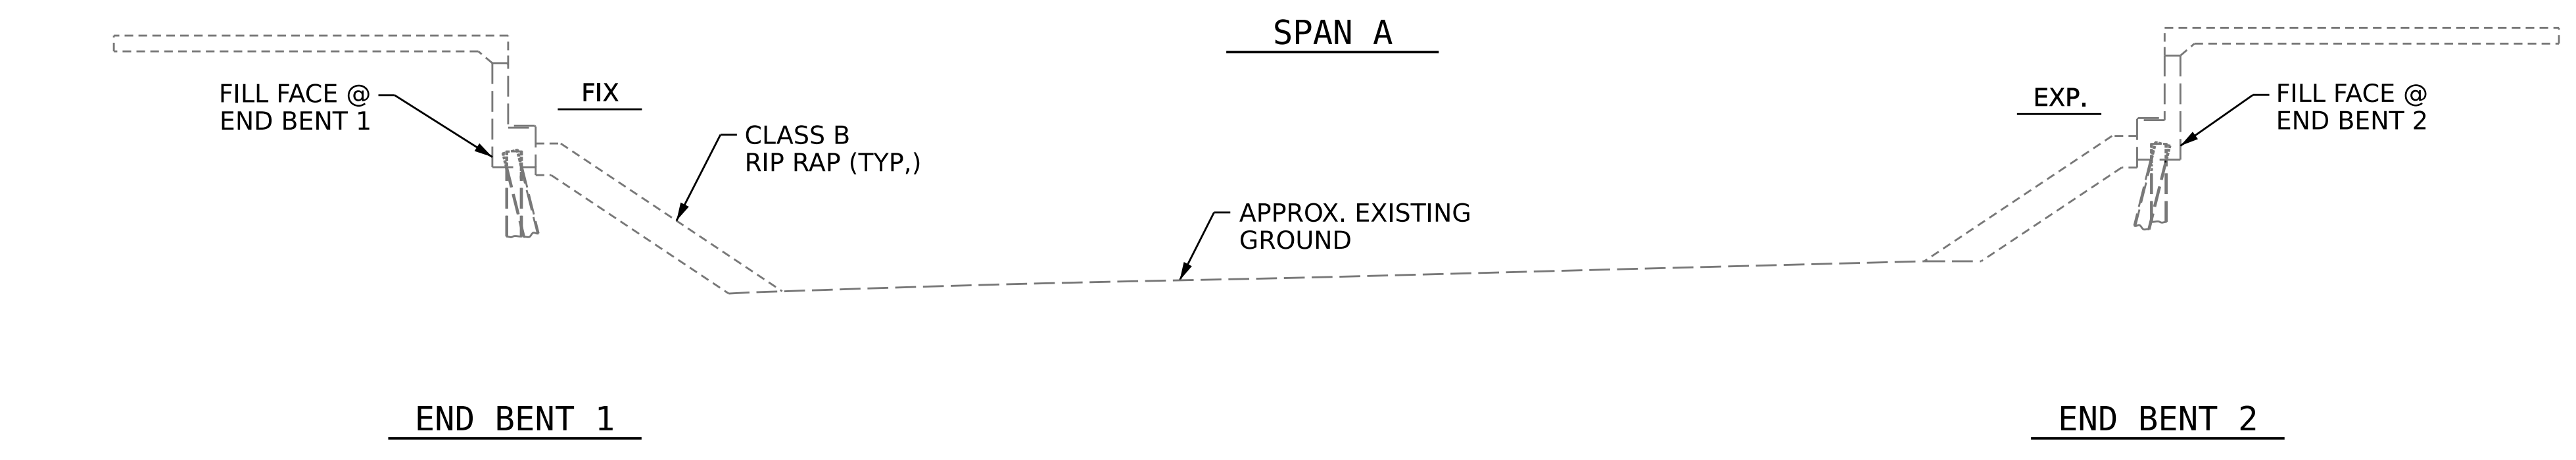 SPAN A
FILL FACE @
END BENT 1
FIX
CLASS B
RIP RAP (TYP,)
APPROX. EXISTING
GROUND
EXP.
FILL FACE @
END BENT 2
END BENT 1
END BENT 2